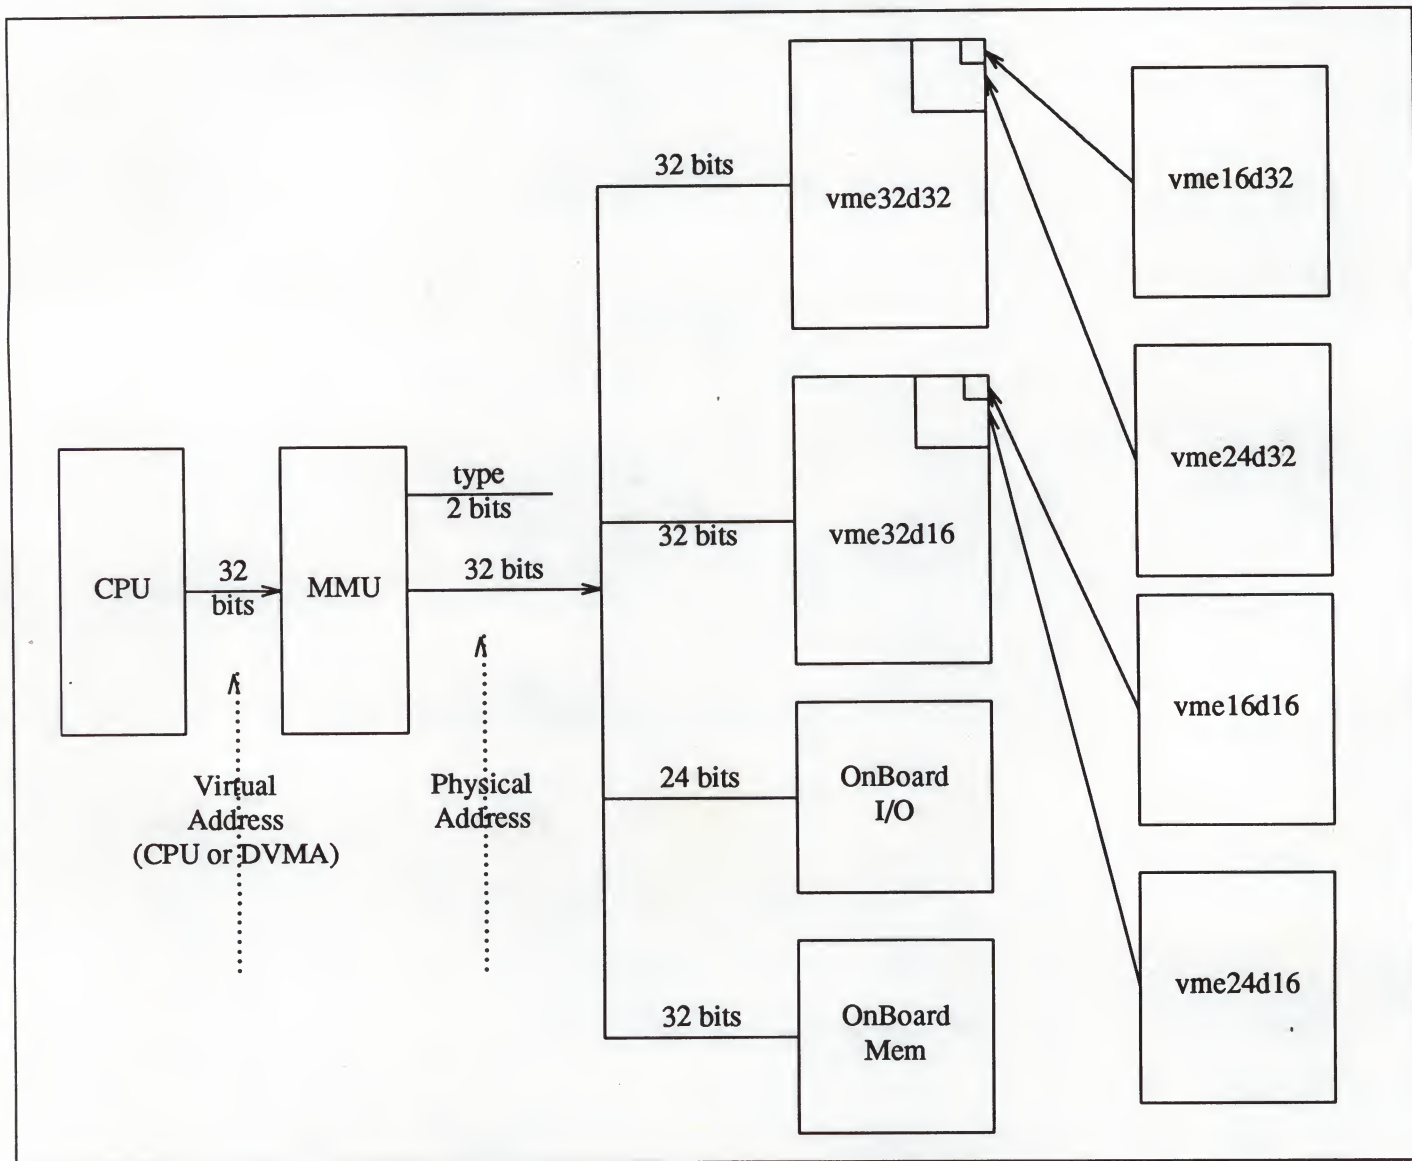 32 bits
vme32d32
vme16d32
vme24d32
type
2 bits
32 bits
vme32d16
CPU
32
bits
MMU
32 bits
vme16d16
Virtual
Address
(CPU or DVMA)
Physical
Address
24 bits
OnBoard
I/O
vme24d16
32 bits
OnBoard
Mem